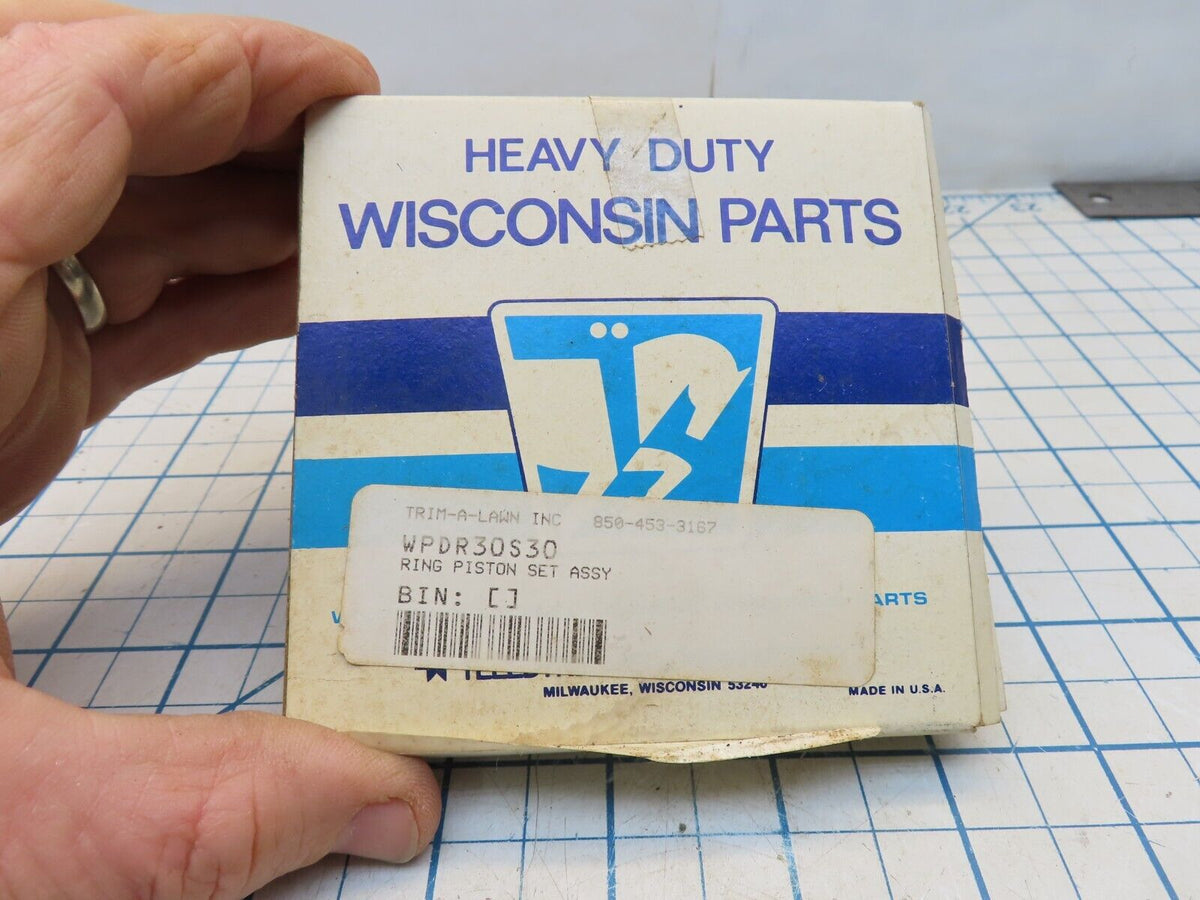 HEAVY DUTY
WISCONSIN PARTS
TRIM-A-LAWN INC 850-453-3167
WPDR30S30
RING PISTON SET ASSY
BIN: []
ARTS
MILWAUKEE, WISCONSIN 53246
MADE IN U.S.A.